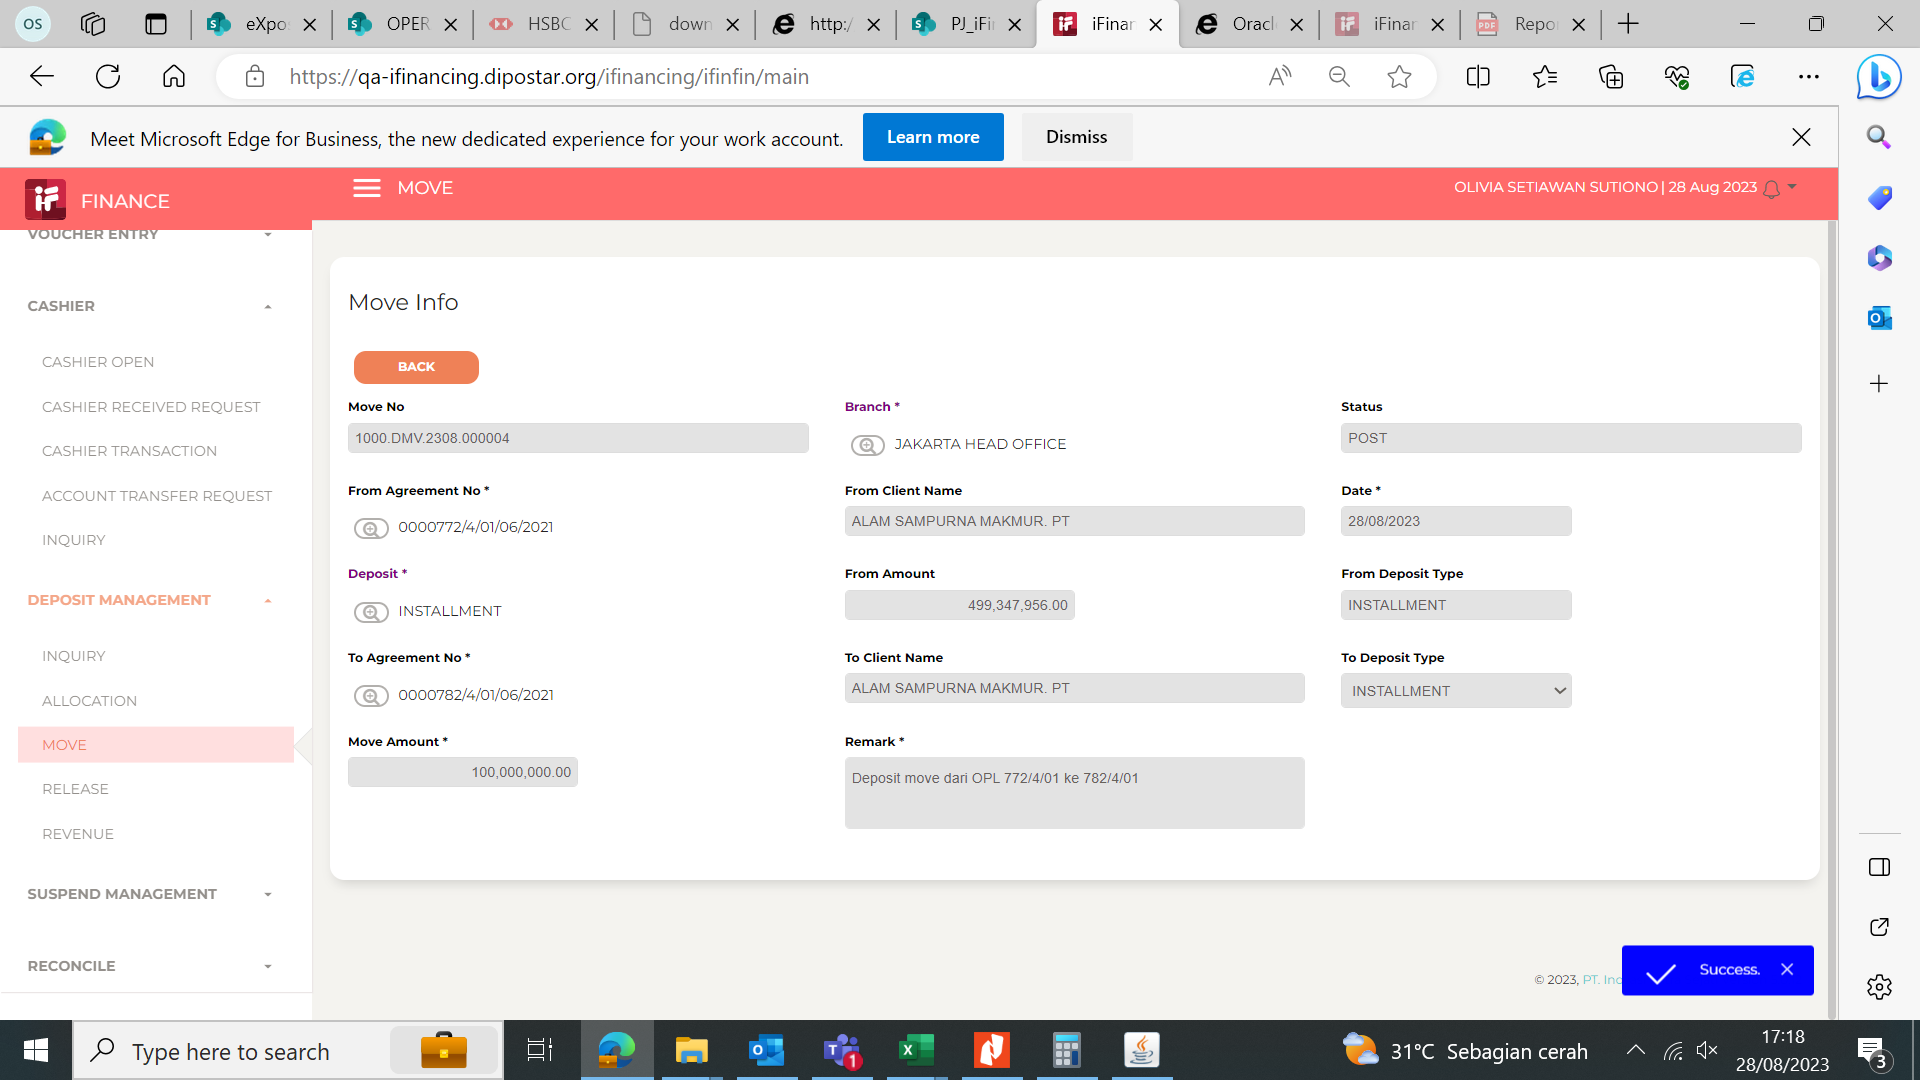 OS
eXpo
OPER
HSBC
down
http:/
PJ_iFi
iFinar
Oracl
iFinar
Repo
https://qa-ifinancing.dipostar.org/ifinancing/ifinfin/main
Meet Microsoft Edge for Business, the new dedicated experience for your work account.
Learn more
Dismiss
FINANCE
MOVE
OLIVIA SETIAWAN SUTIONO | 28 Aug 2023
VOUCHER ENTRY
CASHIER
CASHIER OPEN
CASHIER RECEIVED REQUEST
CASHIER TRANSACTION
ACCOUNT TRANSFER REQUEST
INQUIRY
DEPOSIT MANAGEMENT
INQUIRY
ALLOCATION
MOVE
RELEASE
REVENUE
SUSPEND MANAGEMENT
RECONCILE
Move Info
BACK
Move No
Branch *
Status
1000.DMV.2308.000004
JAKARTA HEAD OFFICE
POST
From Agreement No *
From Client Name
Date *
0000772/4/01/06/2021
ALAM SAMPURNA MAKMUR. PT
28/08/2023
Deposit *
From Amount
From Deposit Type
INSTALLMENT
499,347,956.00
INSTALLMENT
To Agreement No *
To Client Name
To Deposit Type
0000782/4/01/06/2021
ALAM SAMPURNA MAKMUR. PT
INSTALLMENT
Move Amount *
Remark *
100,000,000.00
Deposit move dari OPL 772/4/01 ke 782/4/01
© 2023, PT. Inc
Success.
Type here to search
1
31°C Sebagian cerah
17:18
28/08/2023
3